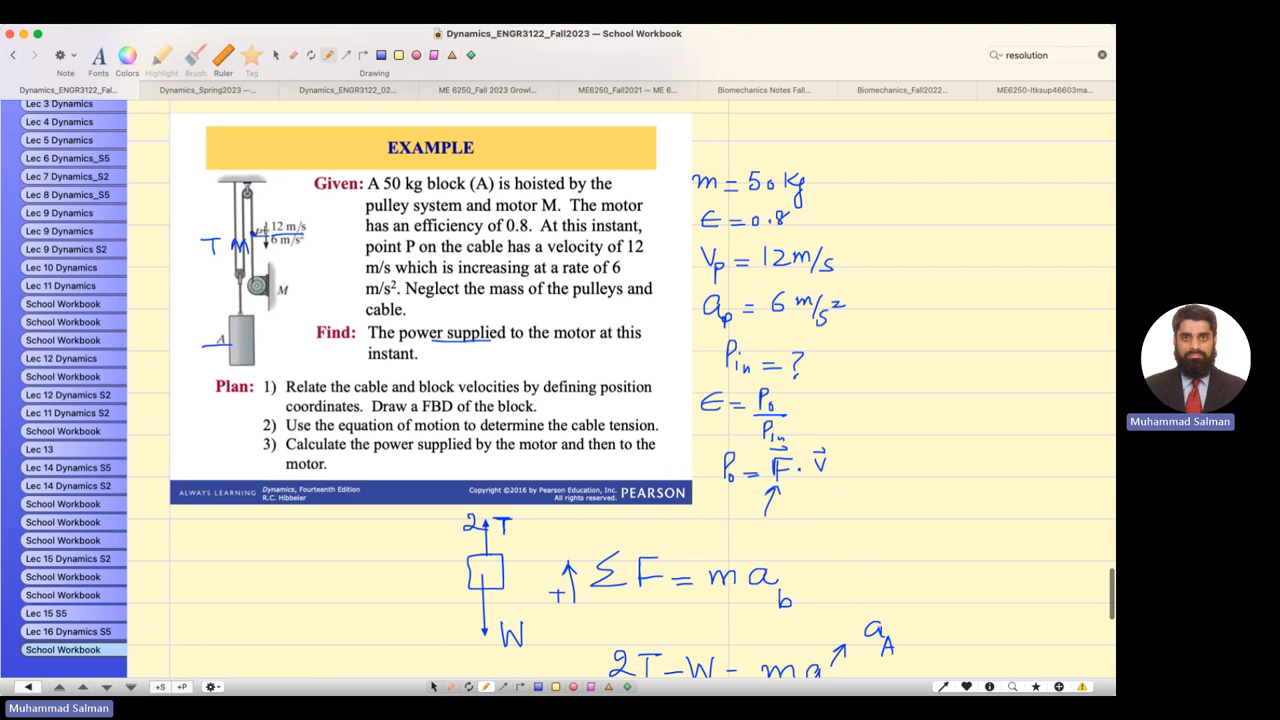 Dynamics_ENGR3122_Fall2023 — School Workbook
Note
Fonts
Colors
Highlight
Brush
Ruler
Tag
Drawing
resolution
Dynamics_ENGR3122_Fal...
Dynamics_Spring2023 —...
Dynamics_ENGR3122_02...
ME 6250_Fall 2023 Growl...
ME6250_Fall2021 — ME 6...
Biomechanics Notes Fall...
Biomechanics_Fall2022...
ME6250-ltksup46603ma...
Lec 3 Dynamics
Lec 4 Dynamics
Lec 5 Dynamics
Lec 6 Dynamics_S5
Lec 7 Dynamics_S2
Lec 8 Dynamics_S5
Lec 9 Dynamics
Lec 9 Dynamics
Lec 9 Dynamics S2
Lec 10 Dynamics
Lec 11 Dynamics
School Workbook
School Workbook
School Workbook
Lec 12 Dynamics
School Workbook
Lec 12 Dynamics S2
Lec 11 Dynamics S2
School Workbook
Lec 13
Lec 14 Dynamics S5
Lec 14 Dynamics S2
School Workbook
School Workbook
School Workbook
Lec 15 Dynamics S2
School Workbook
School Workbook
Lec 15 S5
Lec 16 Dynamics S5
School Workbook
EXAMPLE
Given: A 50 kg block (A) is hoisted by the
pulley system and motor M. The motor
has an efficiency of 0.8. At this instant,
point P on the cable has a velocity of 12
m/s which is increasing at a rate of 6
m/s². Neglect the mass of the pulleys and
cable.
Find: The power supplied to the motor at this
instant.
Plan: 1) Relate the cable and block velocities by defining position
coordinates. Draw a FBD of the block.
2) Use the equation of motion to determine the cable tension.
3) Calculate the power supplied by the motor and then to the
motor.
T
P
12 m/s
6 m/s²
M
A
ALWAYS LEARNING
Dynamics, Fourteenth Edition
R.C. Hibbeler
Copyright ©2016 by Pearson Education, Inc.
All rights reserved.
PEARSON
m = 50 kg
ϵ = 0.8
Vp = 12 m/s
ap = 6 m/s²
Pin = ?
ϵ = Po / Pin
Po = F⃗ · v⃗
2T
W
+ ↑ ΣF = m a b
a A
2T - W = ma
+S
+P
Muhammad Salman
Muhammad Salman